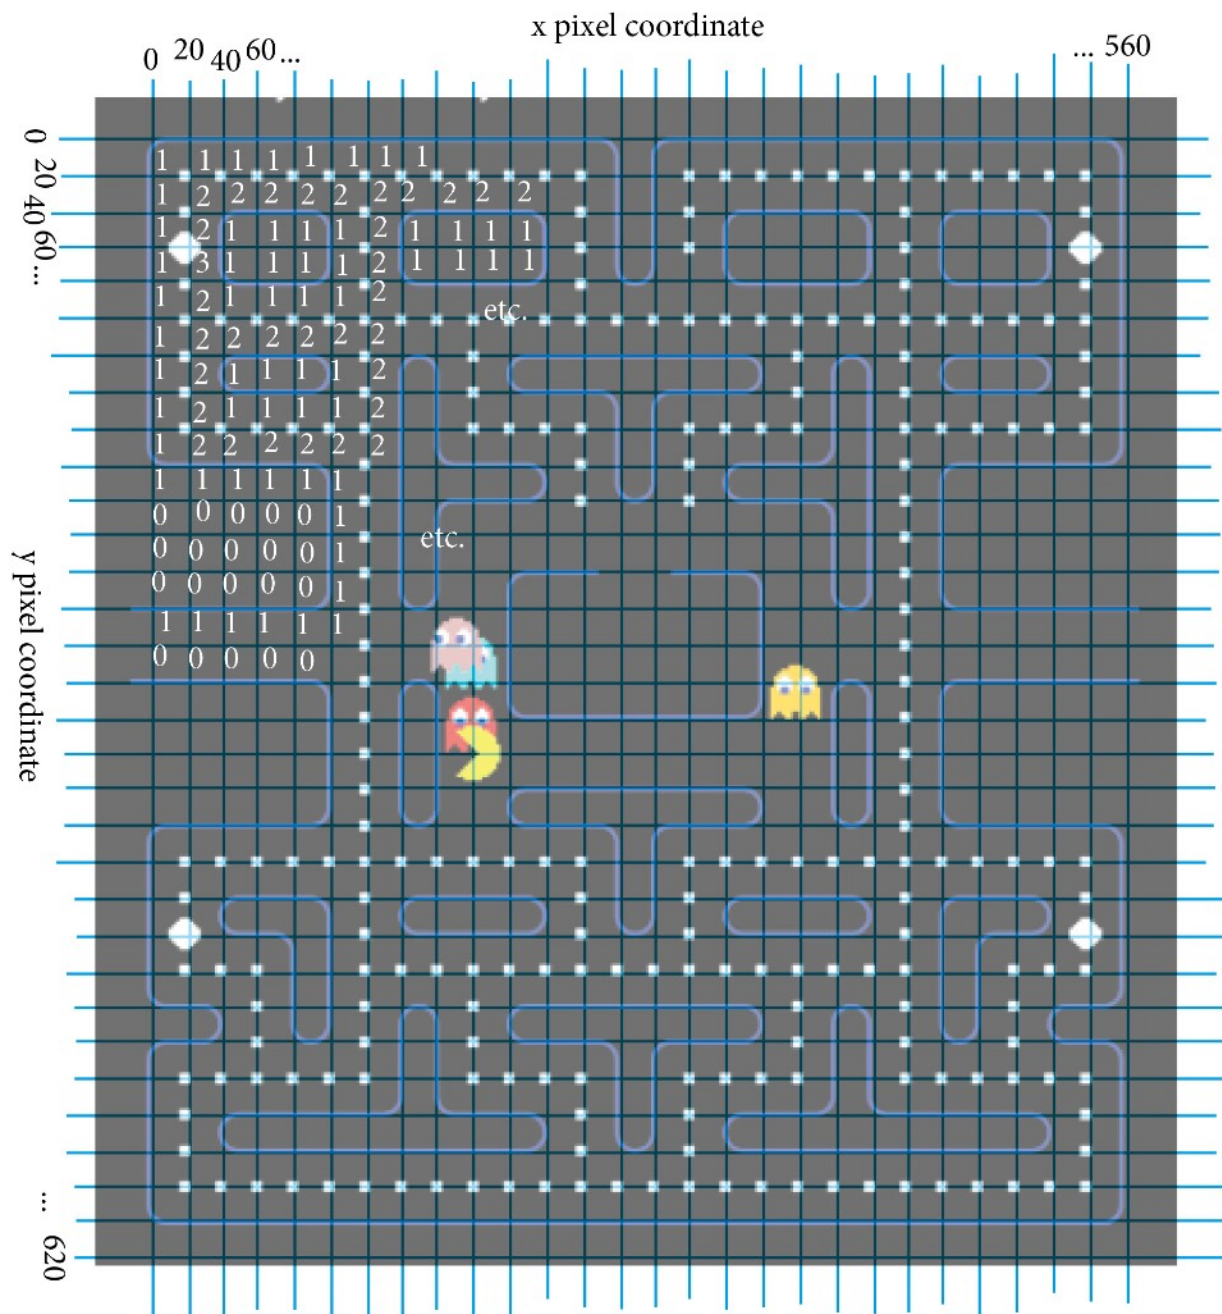 x pixel coordinate
0 20 40 60 ... ... 560
0 20 40 60 ...
y pixel coordinate
... 620
1 1 1 1 1 1 1 1
1 2 2 2 2 2 2 2 2 2 2
1 2 1 1 1 1 2 1 1 1 1
1 3 1 1 1 1 2 1 1 1 1
1 2 1 1 1 1 2
etc.
1 2 2 2 2 2 2
1 2 1 1 1 1 2
1 2 1 1 1 1 2
1 2 2 2 2 2 2
1 1 1 1 1 1
0 0 0 0 0 1
etc.
0 0 0 0 0 1
0 0 0 0 0 1
1 1 1 1 1 1
0 0 0 0 0